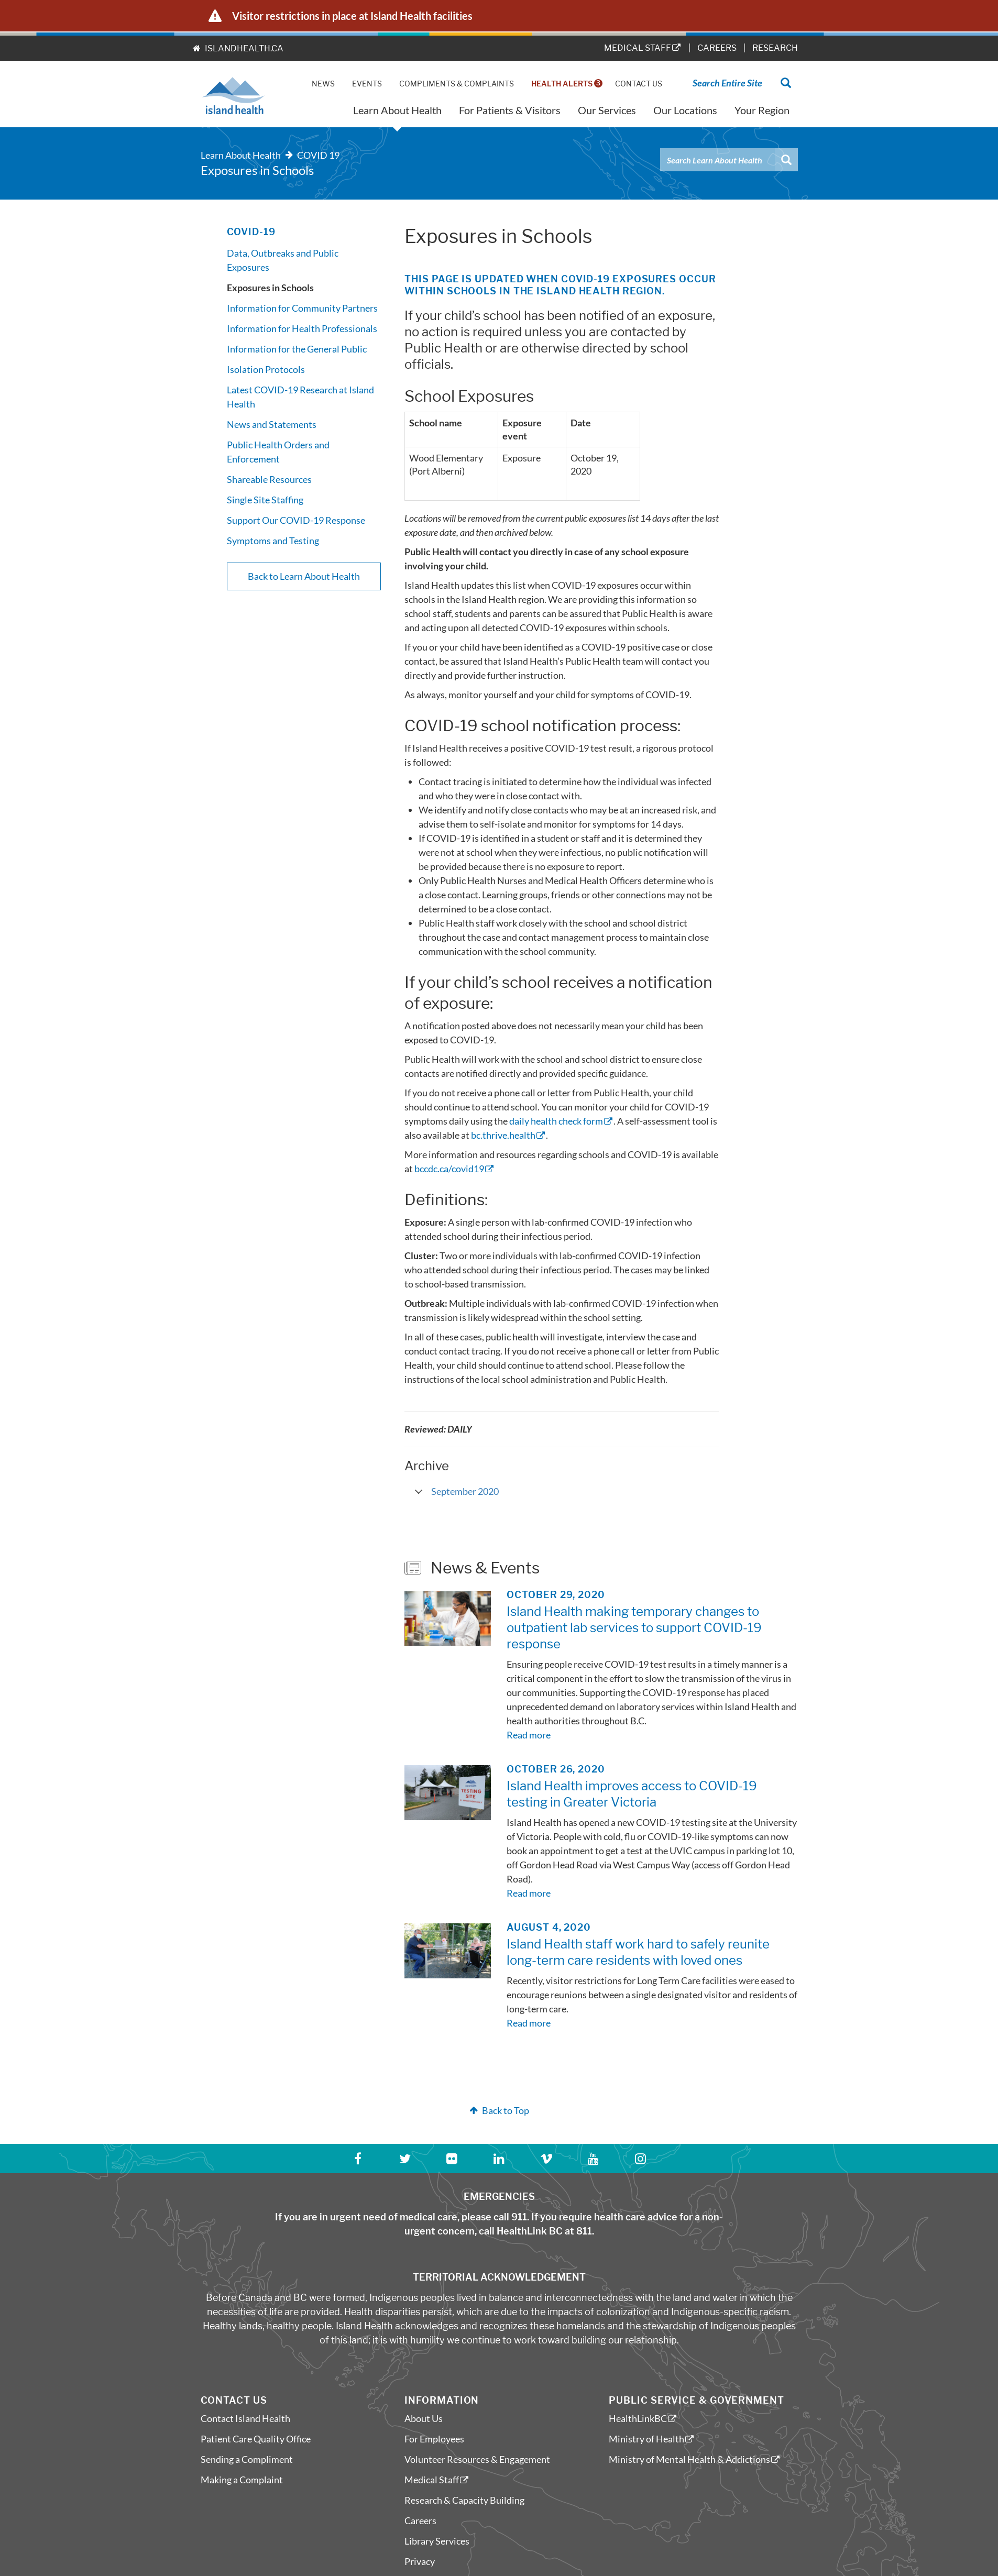 Visitor restrictions in place at Island Health facilities
ISLANDHEALTH.CA
MEDICAL STAFF | CAREERS | RESEARCH
NEWS EVENTS COMPLIMENTS & COMPLAINTS HEALTH ALERTS 3 CONTACT US Search Entire Site
island health
Learn About Health For Patients & Visitors Our Services Our Locations Your Region
Learn About Health COVID 19
Exposures in Schools
Search Learn About Health
COVID-19
Data, Outbreaks and Public
Exposures
Exposures in Schools
Information for Community Partners
Information for Health Professionals
Information for the General Public
Isolation Protocols
Latest COVID-19 Research at Island
Health
News and Statements
Public Health Orders and
Enforcement
Shareable Resources
Single Site Staffing
Support Our COVID-19 Response
Symptoms and Testing
Back to Learn About Health
Exposures in Schools
THIS PAGE IS UPDATED WHEN COVID-19 EXPOSURES OCCUR
WITHIN SCHOOLS IN THE ISLAND HEALTH REGION.
If your child's school has been notified of an exposure,
no action is required unless you are contacted by
Public Health or are otherwise directed by school
officials.
School Exposures
School name Exposure Date
event
Wood Elementary Exposure October 19,
(Port Alberni) 2020
Locations will be removed from the current public exposures list 14 days after the last
exposure date, and then archived below.
Public Health will contact you directly in case of any school exposure
involving your child.
Island Health updates this list when COVID-19 exposures occur within
schools in the Island Health region. We are providing this information so
school staff, students and parents can be assured that Public Health is aware
and acting upon all detected COVID-19 exposures within schools.
If you or your child have been identified as a COVID-19 positive case or close
contact, be assured that Island Health's Public Health team will contact you
directly and provide further instruction.
As always, monitor yourself and your child for symptoms of COVID-19.
COVID-19 school notification process:
If Island Health receives a positive COVID-19 test result, a rigorous protocol
is followed:
• Contact tracing is initiated to determine how the individual was infected
and who they were in close contact with.
• We identify and notify close contacts who may be at an increased risk, and
advise them to self-isolate and monitor for symptoms for 14 days.
• If COVID-19 is identified in a student or staff and it is determined they
were not at school when they were infectious, no public notification will
be provided because there is no exposure to report.
• Only Public Health Nurses and Medical Health Officers determine who is
a close contact. Learning groups, friends or other connections may not be
determined to be a close contact.
• Public Health staff work closely with the school and school district
throughout the case and contact management process to maintain close
communication with the school community.
If your child's school receives a notification
of exposure:
A notification posted above does not necessarily mean your child has been
exposed to COVID-19.
Public Health will work with the school and school district to ensure close
contacts are notified directly and provided specific guidance.
If you do not receive a phone call or letter from Public Health, your child
should continue to attend school. You can monitor your child for COVID-19
symptoms daily using the daily health check form. A self-assessment tool is
also available at bc.thrive.health.
More information and resources regarding schools and COVID-19 is available
at bccdc.ca/covid19
Definitions:
Exposure: A single person with lab-confirmed COVID-19 infection who
attended school during their infectious period.
Cluster: Two or more individuals with lab-confirmed COVID-19 infection
who attended school during their infectious period. The cases may be linked
to school-based transmission.
Outbreak: Multiple individuals with lab-confirmed COVID-19 infection when
transmission is likely widespread within the school setting.
In all of these cases, public health will investigate, interview the case and
conduct contact tracing. If you do not receive a phone call or letter from Public
Health, your child should continue to attend school. Please follow the
instructions of the local school administration and Public Health.
Reviewed: DAILY
Archive
September 2020
News & Events
OCTOBER 29, 2020
Island Health making temporary changes to
outpatient lab services to support COVID-19
response
Ensuring people receive COVID-19 test results in a timely manner is a
critical component in the effort to slow the transmission of the virus in
our communities. Supporting the COVID-19 response has placed
unprecedented demand on laboratory services within Island Health and
health authorities throughout B.C.
Read more
TESTING
SITE
OCTOBER 26, 2020
Island Health improves access to COVID-19
testing in Greater Victoria
Island Health has opened a new COVID-19 testing site at the University
of Victoria. People with cold, flu or COVID-19-like symptoms can now
book an appointment to get a test at the UVIC campus in parking lot 10,
off Gordon Head Road via West Campus Way (access off Gordon Head
Road).
Read more
AUGUST 4, 2020
Island Health staff work hard to safely reunite
long-term care residents with loved ones
Recently, visitor restrictions for Long Term Care facilities were eased to
encourage reunions between a single designated visitor and residents of
long-term care.
Read more
Back to Top
EMERGENCIES
If you are in urgent need of medical care, please call 911. If you require health care advice for a non-
urgent concern, call HealthLink BC at 811.
TERRITORIAL ACKNOWLEDGEMENT
Before Canada and BC were formed, Indigenous peoples lived in balance and interconnectedness with the land and water in which the
necessities of life are provided. Health disparities persist, which are due to the impacts of colonization and Indigenous-specific racism.
Healthy lands, healthy people. Island Health acknowledges and recognizes these homelands and the stewardship of Indigenous peoples
of this land; it is with humility we continue to work toward building our relationship.
CONTACT US
Contact Island Health
Patient Care Quality Office
Sending a Compliment
Making a Complaint
INFORMATION
About Us
For Employees
Volunteer Resources & Engagement
Medical Staff
Research & Capacity Building
Careers
Library Services
Privacy
PUBLIC SERVICE & GOVERNMENT
HealthLinkBC
Ministry of Health
Ministry of Mental Health & Addictions